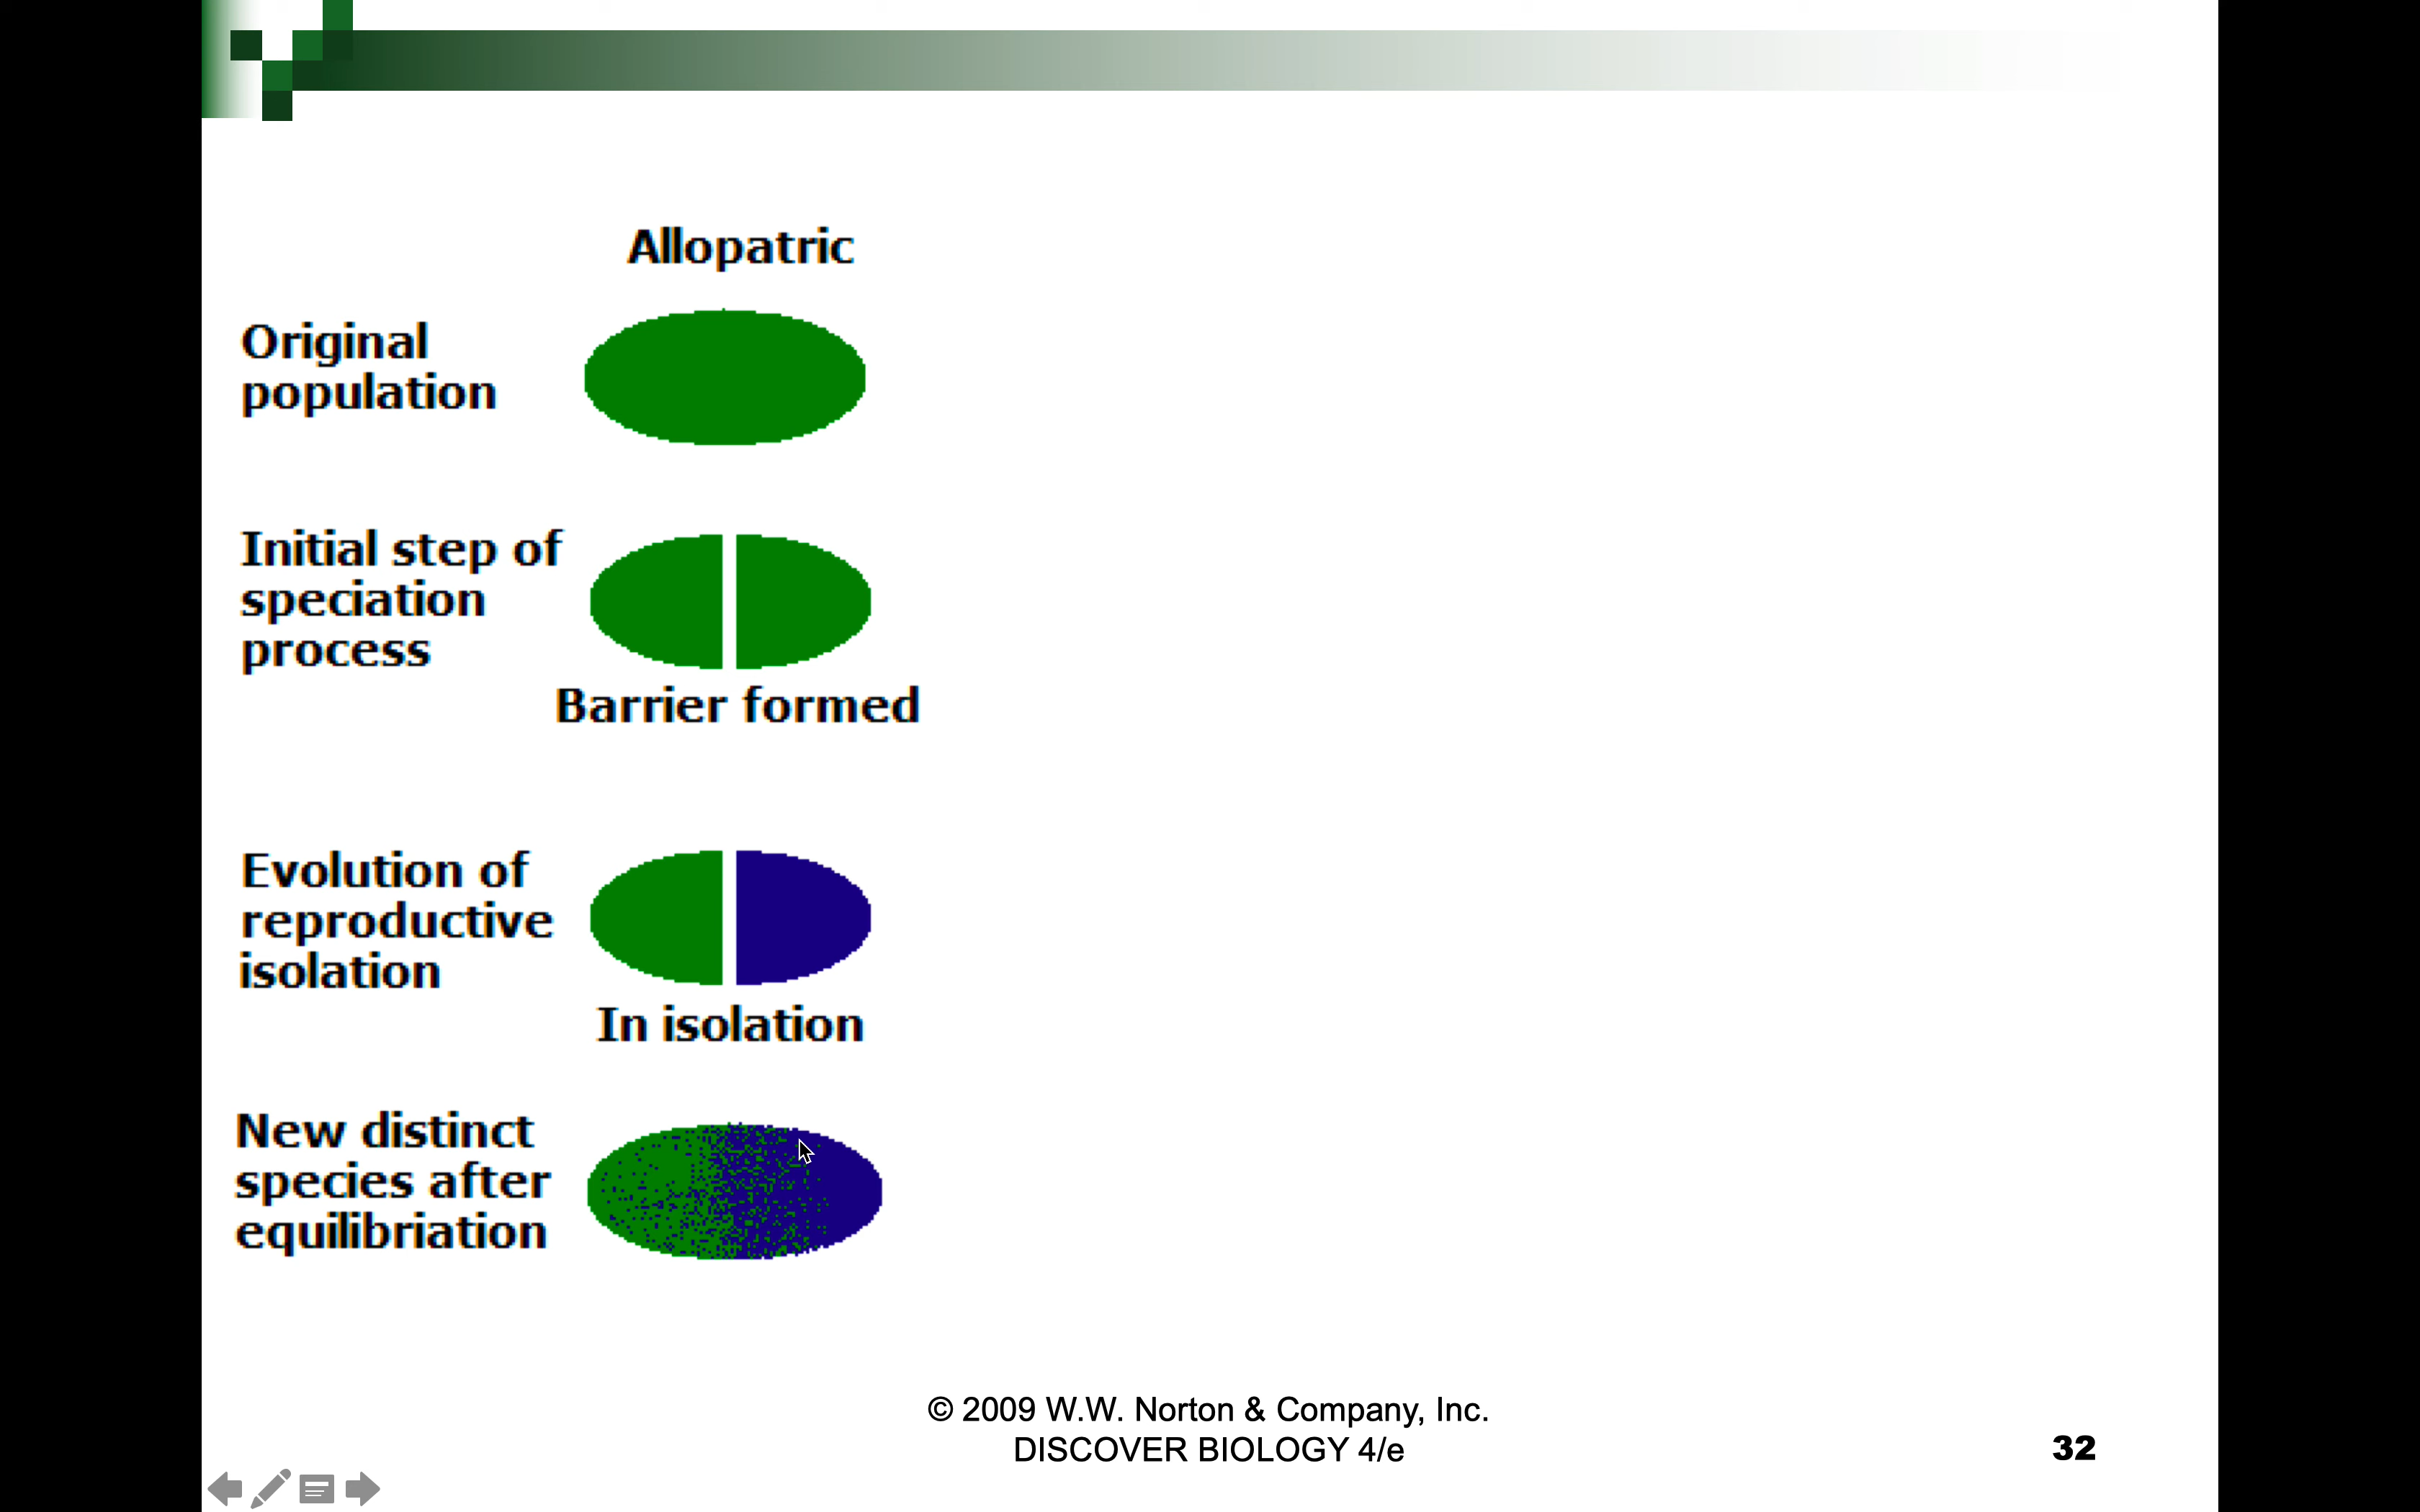 Allopatric
Original
population
Initial step of
speciation
process
Barrier formed
Evolution of
reproductive
isolation
In isolation
New distinct
species after
equilibriation
© 2009 W.W. Norton & Company, Inc.
DISCOVER BIOLOGY 4/e
32